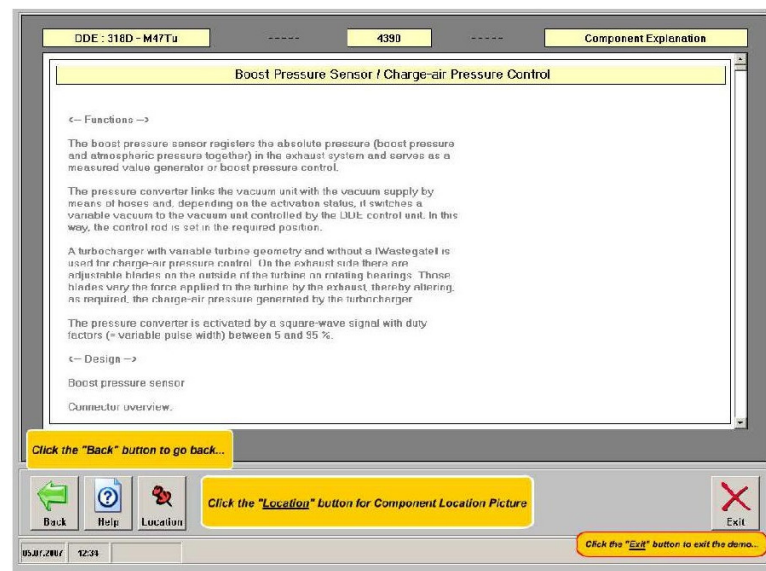 DDE : 318D - M47Tu ----- 4390 ----- Component Explanation
Boost Pressure Sensor / Charge-air Pressure Control
<-- Functions -->
The boost pressure sensor registers the absolute pressure (boost pressure
and atmospheric pressure together) in the exhaust system and serves as a
measured value generator or boost pressure control.
The pressure converter links the vacuum unit with the vacuum supply by
means of hoses and, depending on the activation status, it switches a
variable vacuum to the vacuum unit controlled by the DDE control unit. In this
way, the control rod is set in the required position.
A turbocharger with variable turbine geometry and without a [Wastegate] is
used for charge-air pressure control. On the exhaust side there are
adjustable blades on the outside of the turbine on rotating bearings. Those
blades vary the force applied to the turbine by the exhaust, thereby altering,
as required, the charge-air pressure generated by the turbocharger
The pressure converter is activated by a square-wave signal with duty
factors (= variable pulse width) between 5 and 95 %.
<-- Design -->
Boost pressure sensor
Connector overview.
Click the "Back" button to go back...
Back
Help
Location
Click the "Location" button for Component Location Picture
Exit
05.07.2007 12:34
Click the "Exit" button to exit the demo...